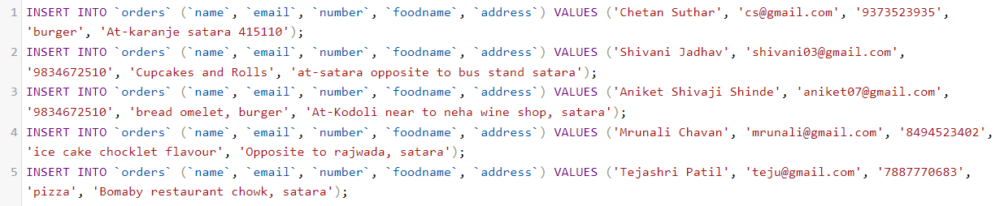 1 INSERT INTO `orders` (`name`, `email`, `number`, `foodname`, `address`) VALUES ('Chetan Suthar', 'cs@gmail.com', '9373523935',
'burger', 'At-karanje satara 415110');
2 INSERT INTO `orders` (`name`, `email`, `number`, `foodname`, `address`) VALUES ('Shivani Jadhav', 'shivani03@gmail.com',
'9834672510', 'Cupcakes and Rolls', 'at-satara opposite to bus stand satara');
3 INSERT INTO `orders` (`name`, `email`, `number`, `foodname`, `address`) VALUES ('Aniket Shivaji Shinde', 'aniket07@gmail.com',
'9834672510', 'bread omelet, burger', 'At-Kodoli near to neha wine shop, satara');
4 INSERT INTO `orders` (`name`, `email`, `number`, `foodname`, `address`) VALUES ('Mrunali Chavan', 'mrunali@gmail.com', '8494523402',
'ice cake chocklet flavour', 'Opposite to rajwada, satara');
5 INSERT INTO `orders` (`name`, `email`, `number`, `foodname`, `address`) VALUES ('Tejashri Patil', 'teju@gmail.com', '7887770683',
'pizza', 'Bomaby restaurant chowk, satara');